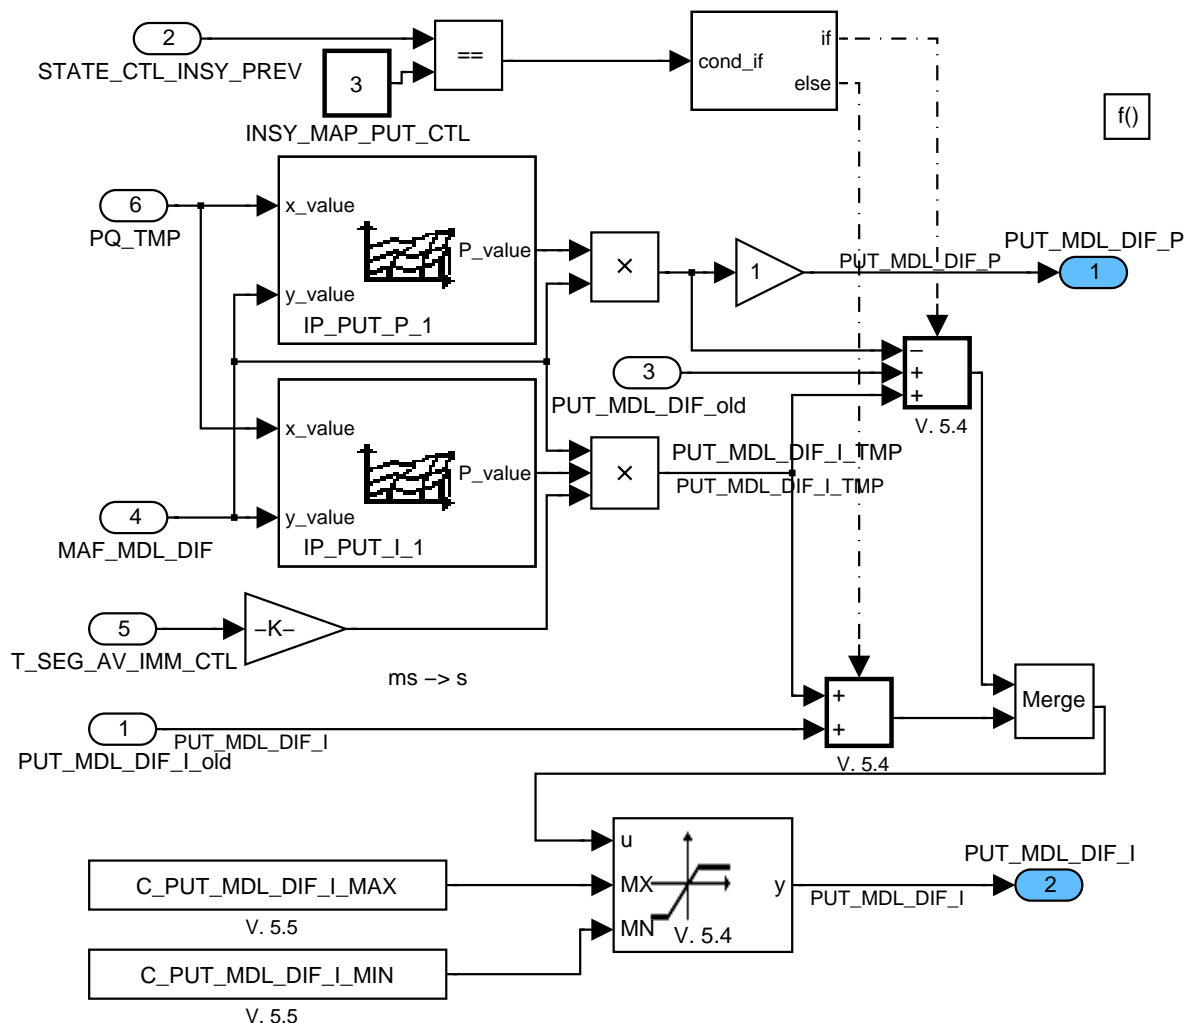 2
STATE_CTL_INSY_PREV
3
INSY_MAP_PUT_CTL
==
cond_if
if
else
f()
6
PQ_TMP
x_value
y_value
P_value
IP_PUT_P_1
×
1
PUT_MDL_DIF_P
PUT_MDL_DIF_P
1
3
PUT_MDL_DIF_old
−
+
+
V. 5.4
x_value
y_value
P_value
IP_PUT_I_1
×
PUT_MDL_DIF_I_TMP
PUT_MDL_DIF_I_TMP
4
MAF_MDL_DIF
5
T_SEG_AV_IMM_CTL
−K−
ms −> s
1
PUT_MDL_DIF_I_old
PUT_MDL_DIF_I
+
+
V. 5.4
Merge
C_PUT_MDL_DIF_I_MAX
V. 5.5
C_PUT_MDL_DIF_I_MIN
V. 5.5
u
MX
MN
y
V. 5.4
PUT_MDL_DIF_I
PUT_MDL_DIF_I
2